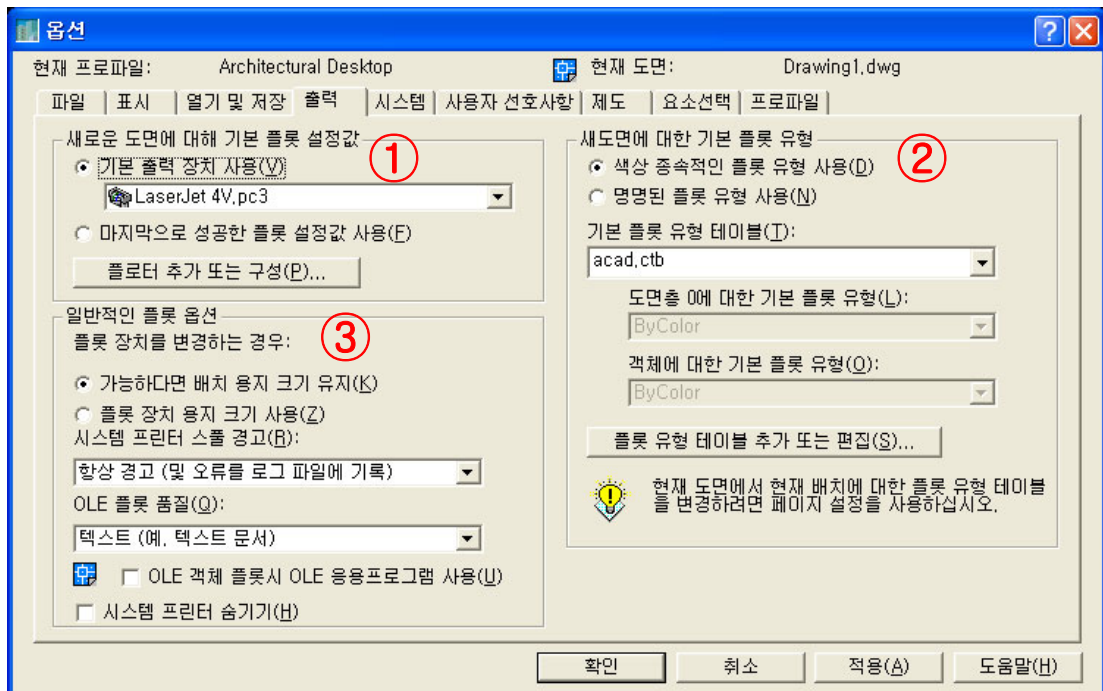 옵션
현재 프로파일: Architectural Desktop 현재 도면: Drawing1.dwg
파일 표시 열기 및 저장 출력 시스템 사용자 선호사항 제도 요소선택 프로파일
새로운 도면에 대해 기본 플롯 설정값
①
기본 출력 장치 사용(V)
LaserJet 4V.pc3
마지막으로 성공한 플롯 설정값 사용(F)
플로터 추가 또는 구성(P)...
일반적인 플롯 옵션
③
플롯 장치를 변경하는 경우:
가능하다면 배치 용지 크기 유지(K)
플롯 장치 용지 크기 사용(Z)
시스템 프린터 스풀 경고(R):
항상 경고 (및 오류를 로그 파일에 기록)
OLE 플롯 품질(Q):
텍스트 (예. 텍스트 문서)
OLE 객체 플롯시 OLE 응용프로그램 사용(U)
시스템 프린터 숨기기(H)
새도면에 대한 기본 플롯 유형
②
색상 종속적인 플롯 유형 사용(D)
명명된 플롯 유형 사용(N)
기본 플롯 유형 테이블(T):
acad.ctb
도면층 0에 대한 기본 플롯 유형(L):
ByColor
객체에 대한 기본 플롯 유형(O):
ByColor
플롯 유형 테이블 추가 또는 편집(S)...
현재 도면에서 현재 배치에 대한 플롯 유형 테이블
을 변경하려면 페이지 설정을 사용하십시오.
확인 취소 적용(A) 도움말(H)